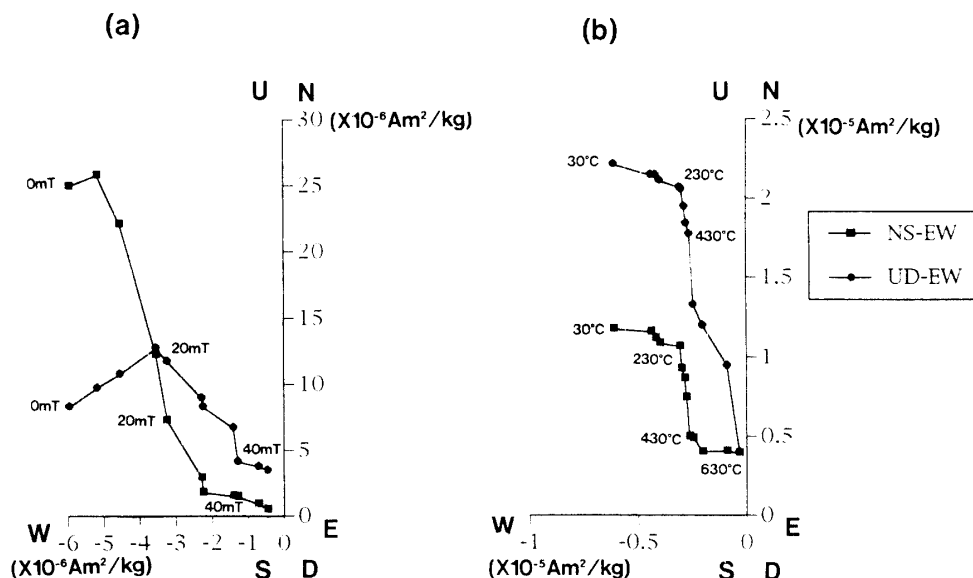 (a)
U N
30 (X10⁻⁶Am²/kg)
25
20
15
10
5
0
0mT
20mT
0mT
20mT
40mT
40mT
W
E
-6 -5 -4 -3 -2 -1 0
(X10⁻⁶Am²/kg)
S D
(b)
U N
2.5 (X10⁻⁵Am²/kg)
2
1.5
1
0.5
0
30°C
230°C
430°C
30°C
230°C
430°C
630°C
W
E
-1 -0.5 0
(X10⁻⁵Am²/kg)
S D
NS-EW
UD-EW